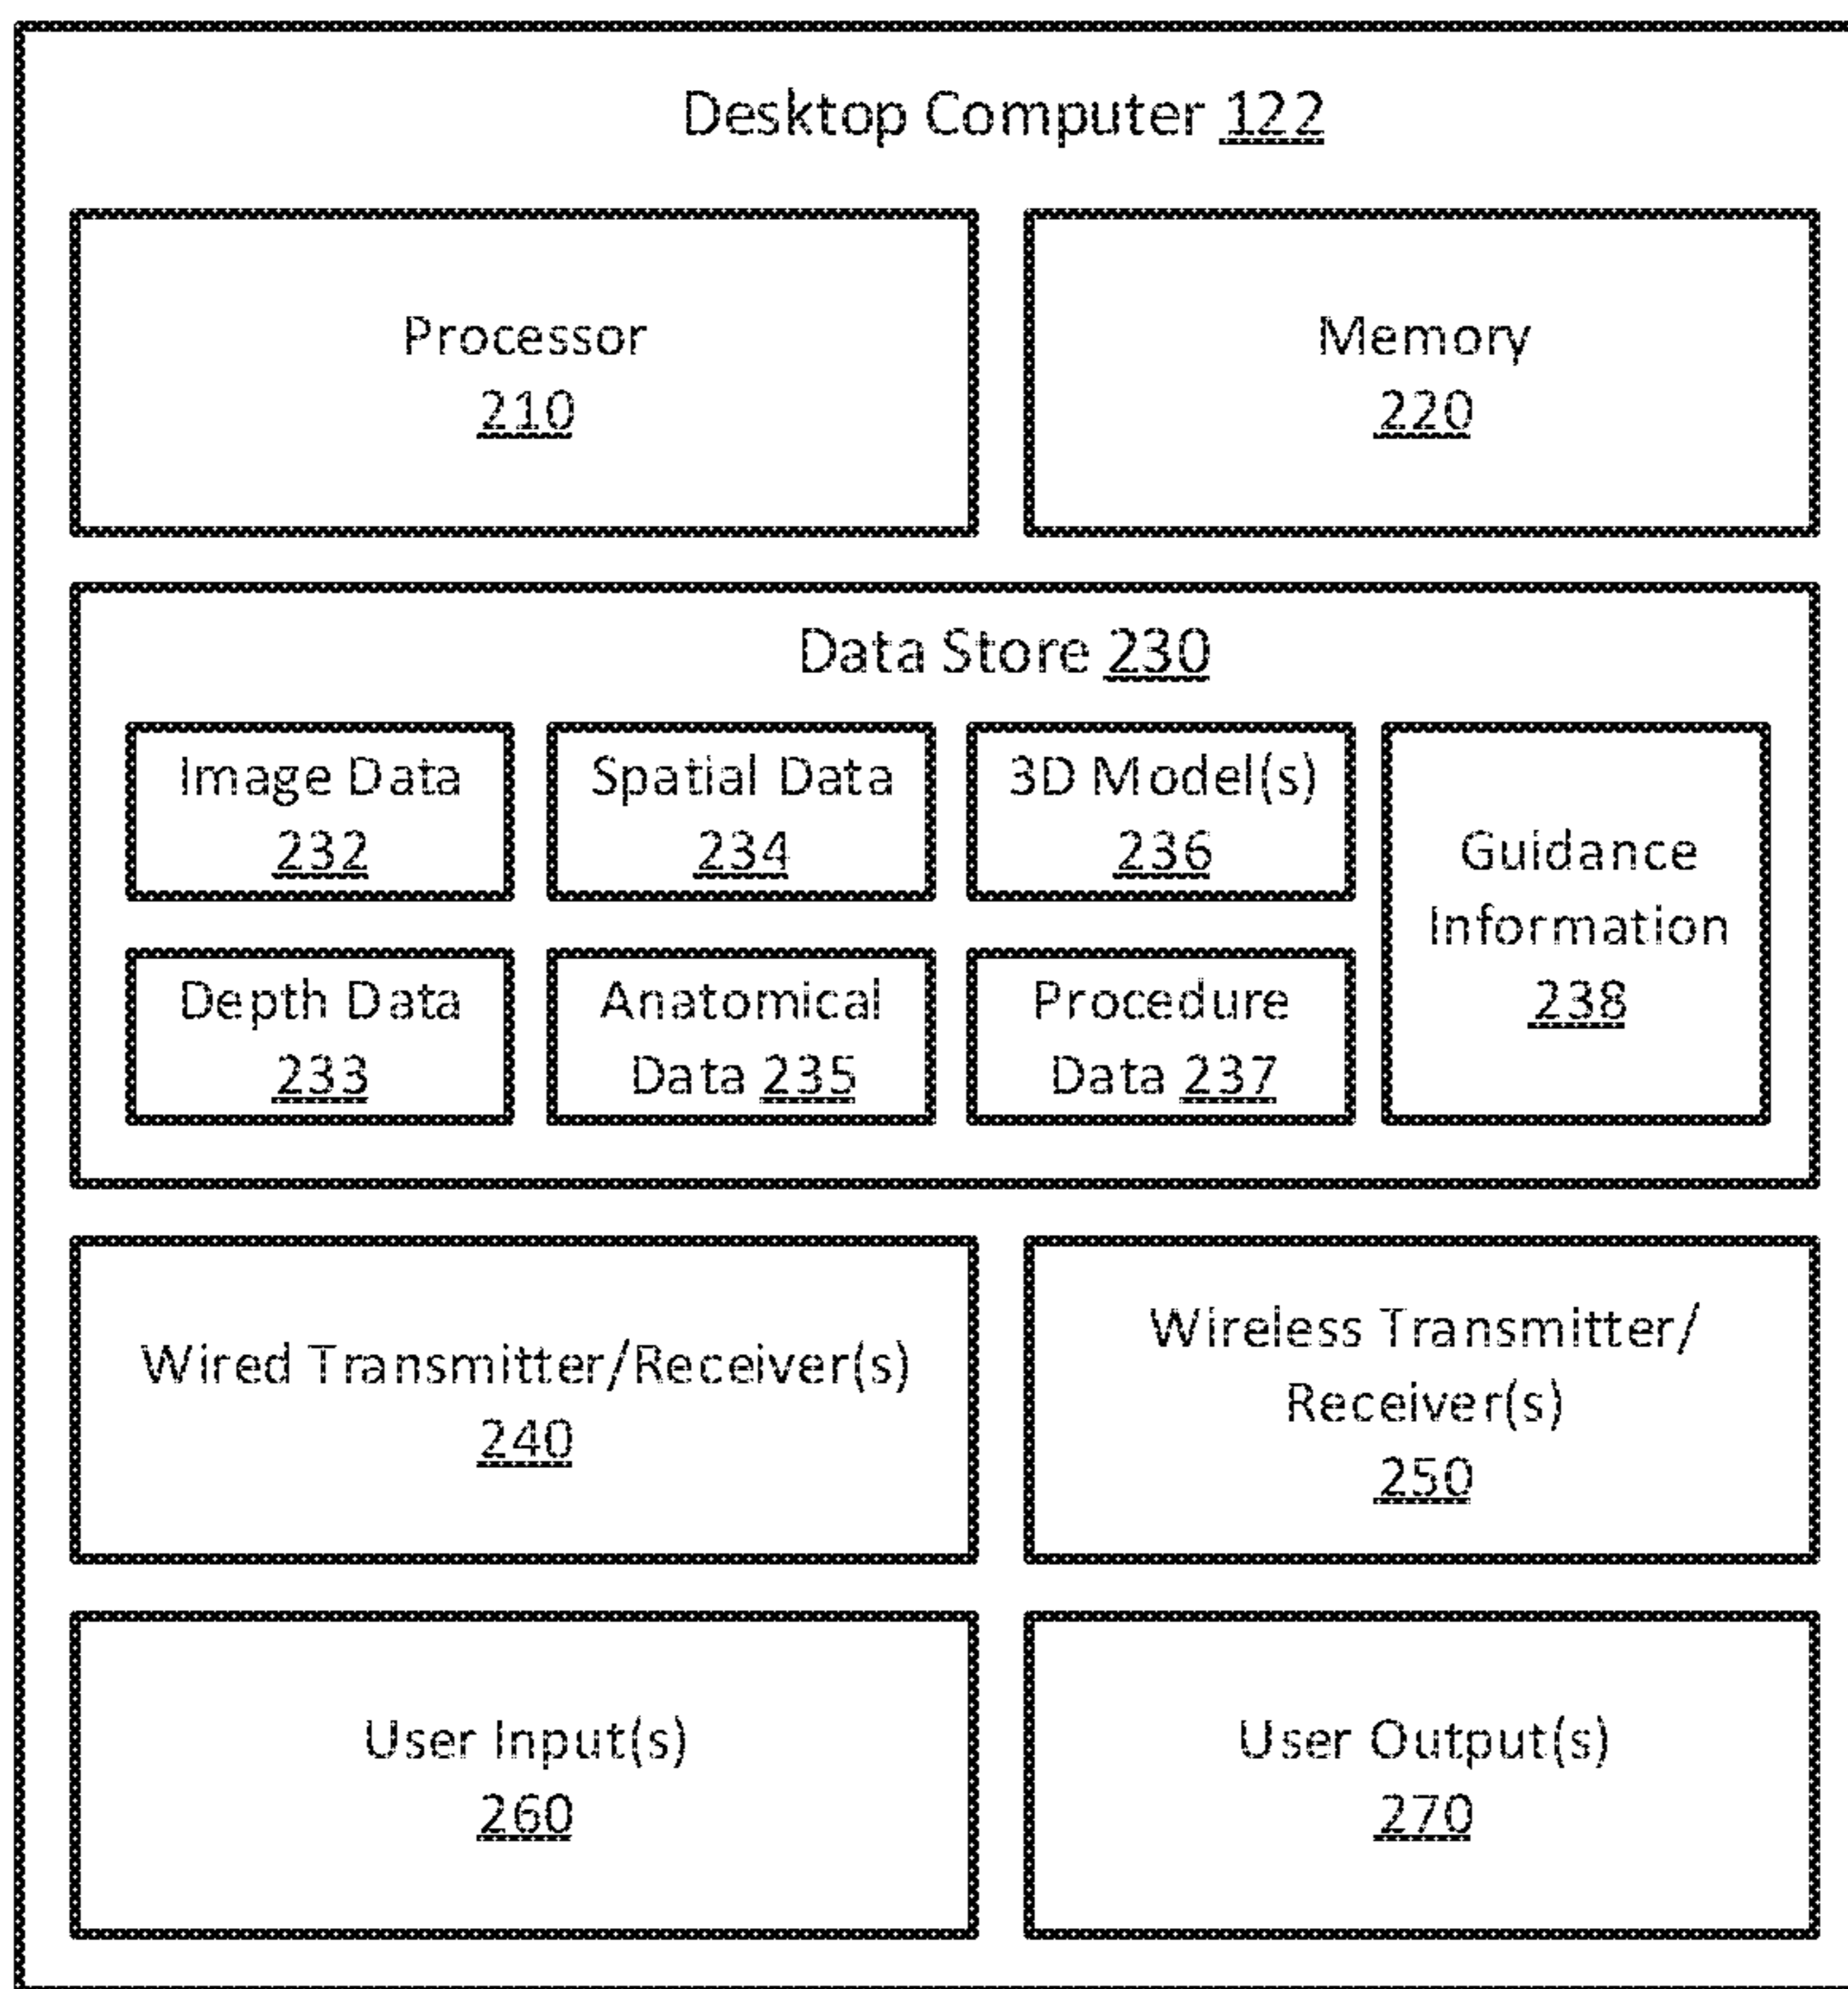 Desktop Computer 122
Processor
210
Memory
220
Data Store 230
Image Data
232
Spatial Data
234
3D Model(s)
236
Guidance
Information
238
Depth Data
233
Anatomical
Data 235
Procedure
Data 237
Wired Transmitter/Receiver(s)
240
Wireless Transmitter/
Receiver(s)
250
User Input(s)
260
User Output(s)
270